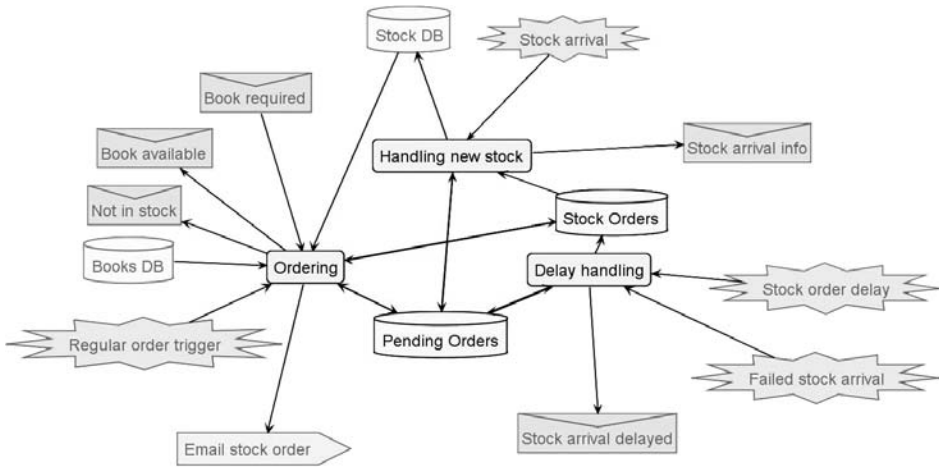 Stock DB
Stock arrival
Book required
Book available
Handling new stock
Stock arrival info
Not in stock
Stock Orders
Books DB
Ordering
Delay handling
Stock order delay
Regular order trigger
Pending Orders
Failed stock arrival
Email stock order
Stock arrival delayed